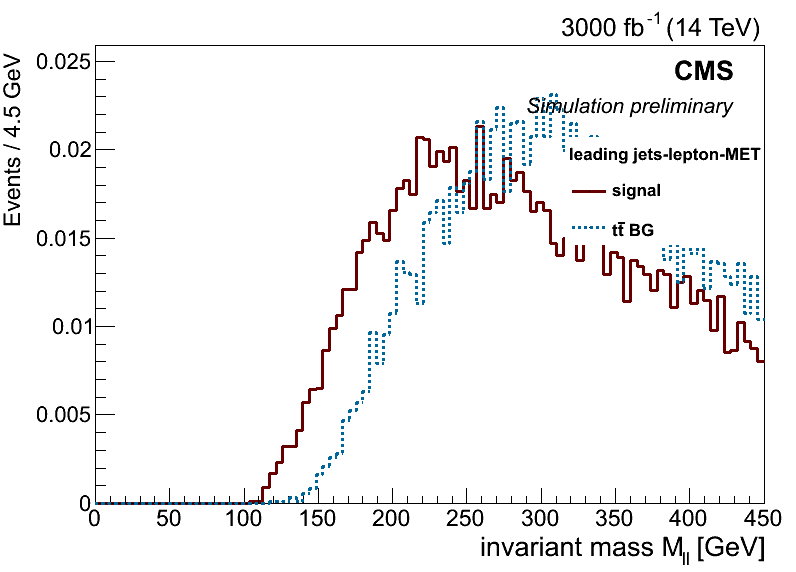 3000 fb⁻¹ (14 TeV)
CMS
Simulation preliminary
leading jets-lepton-MET
signal
tt̄ BG
Events / 4.5 GeV
0.025
0.02
0.015
0.01
0.005
0
0 50 100 150 200 250 300 350 400 450
invariant mass M_ll [GeV]